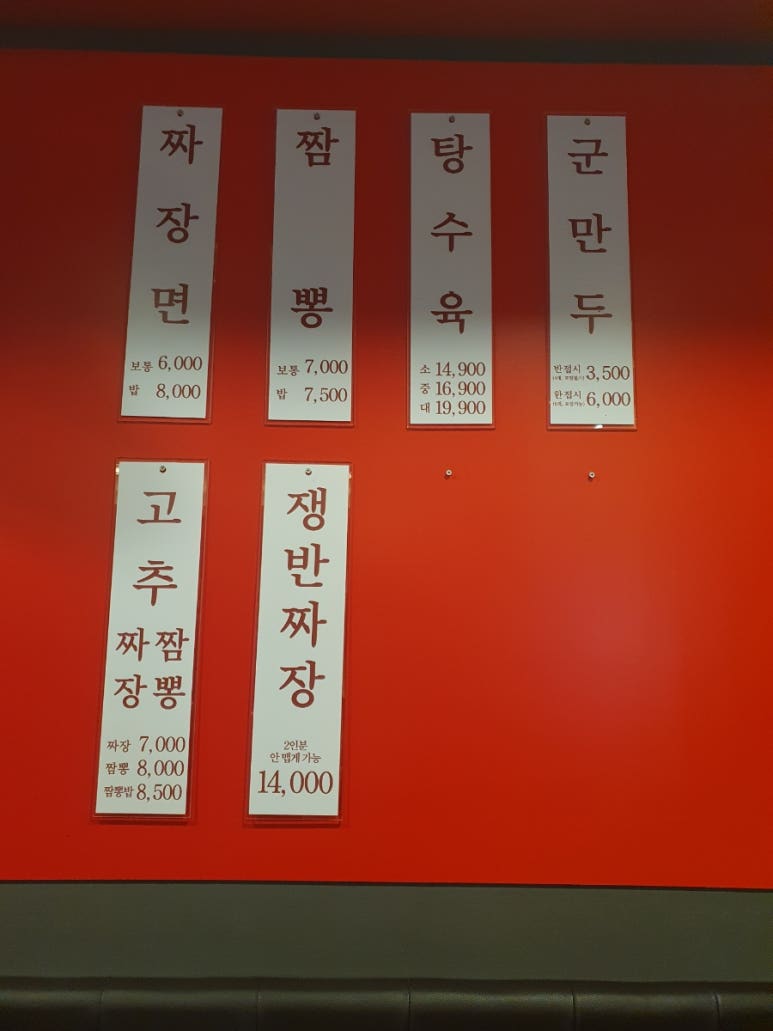 짜장면
보통 6,000
밥 8,000
짬뽕
보통 7,000
밥 7,500
탕수육
소 14,900
중 16,900
대 19,900
군만두
반접시 3,500
한접시 6,000
고추
짜장 짬뽕
짜장 7,000
짬뽕 8,000
짬뽕밥 8,500
쟁반짜장
2인분
안 맵게 가능
14,000